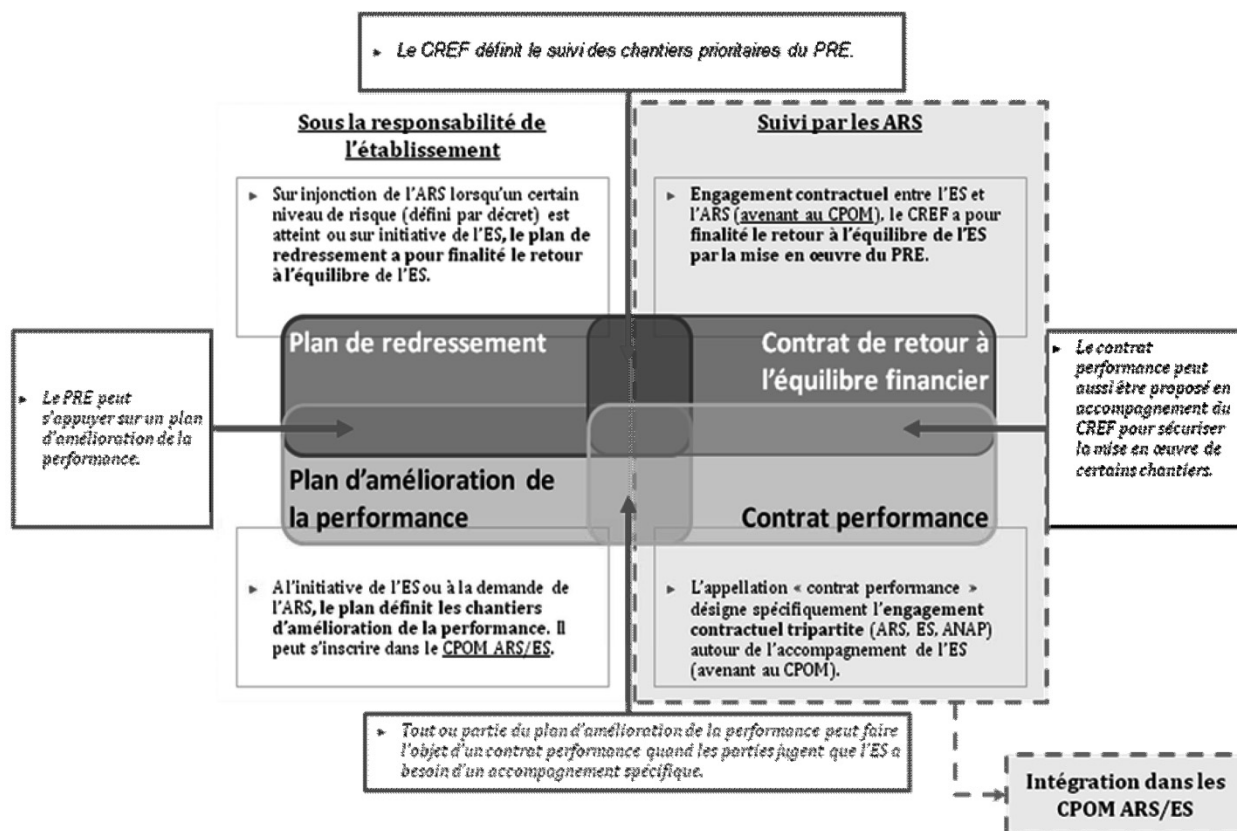 ▸ Le CREF définit le suivi des chantiers prioritaires du PRE.
Sous la responsabilité de
l'établissement
▸ Sur injonction de l'ARS lorsqu'un certain
niveau de risque (défini par décret) est
atteint ou sur initiative de l'ES, le plan de
redressement a pour finalité le retour
à l'équilibre de l'ES.
Suivi par les ARS
▸ Engagement contractuel entre l'ES et
l'ARS (avenant au CPOM), le CREF a pour
finalité le retour à l'équilibre de l'ES
par la mise en œuvre du PRE.
Plan de redressement
Contrat de retour à
l'équilibre financier
▸ Le PRE peut
s'appuyer sur un plan
d'amélioration de la
performance.
▸ Le contrat
performance peut
aussi être proposé en
accompagnement du
CREF pour sécuriser
la mise en œuvre de
certains chantiers.
Plan d'amélioration de
la performance
Contrat performance
▸ A l'initiative de l'ES ou à la demande de
l'ARS, le plan définit les chantiers
d'amélioration de la performance. Il
peut s'inscrire dans le CPOM ARS/ES.
▸ L'appellation « contrat performance »
désigne spécifiquement l'engagement
contractuel tripartite (ARS, ES, ANAP)
autour de l'accompagnement de l'ES
(avenant au CPOM).
▸ Tout ou partie du plan d'amélioration de la performance peut faire
l'objet d'un contrat performance quand les parties jugent que l'ES a
besoin d'un accompagnement spécifique.
Intégration dans les
CPOM ARS/ES